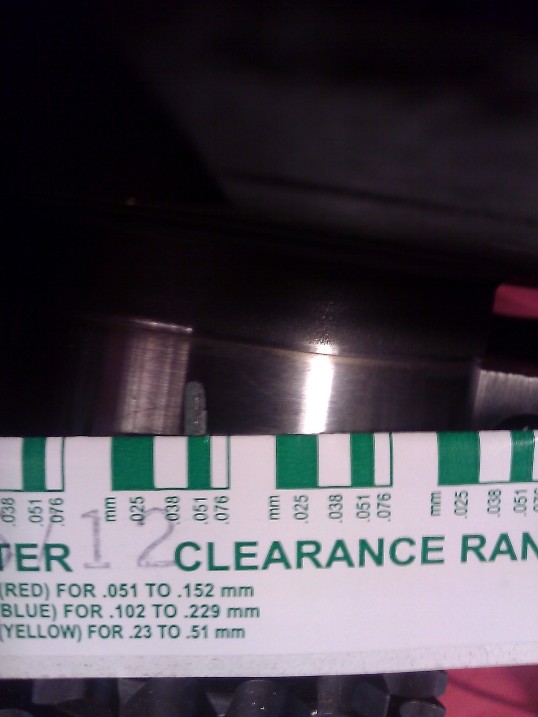 .038 .051 .076 mm .025 .038 .051 .076 mm .025 .038 .051 .076 mm .025 .038 .051
12
TER CLEARANCE RAN
(RED) FOR .051 TO .152 mm
(BLUE) FOR .102 TO .229 mm
(YELLOW) FOR .23 TO .51 mm